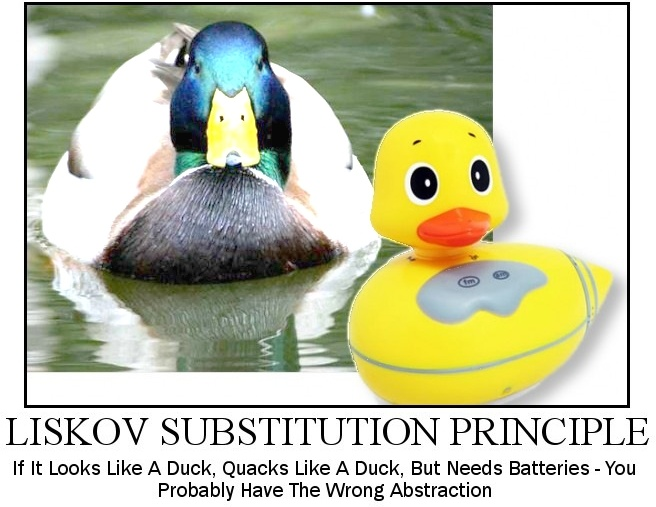 fm
LISKOV SUBSTITUTION PRINCIPLE
If It Looks Like A Duck, Quacks Like A Duck, But Needs Batteries - You
Probably Have The Wrong Abstraction